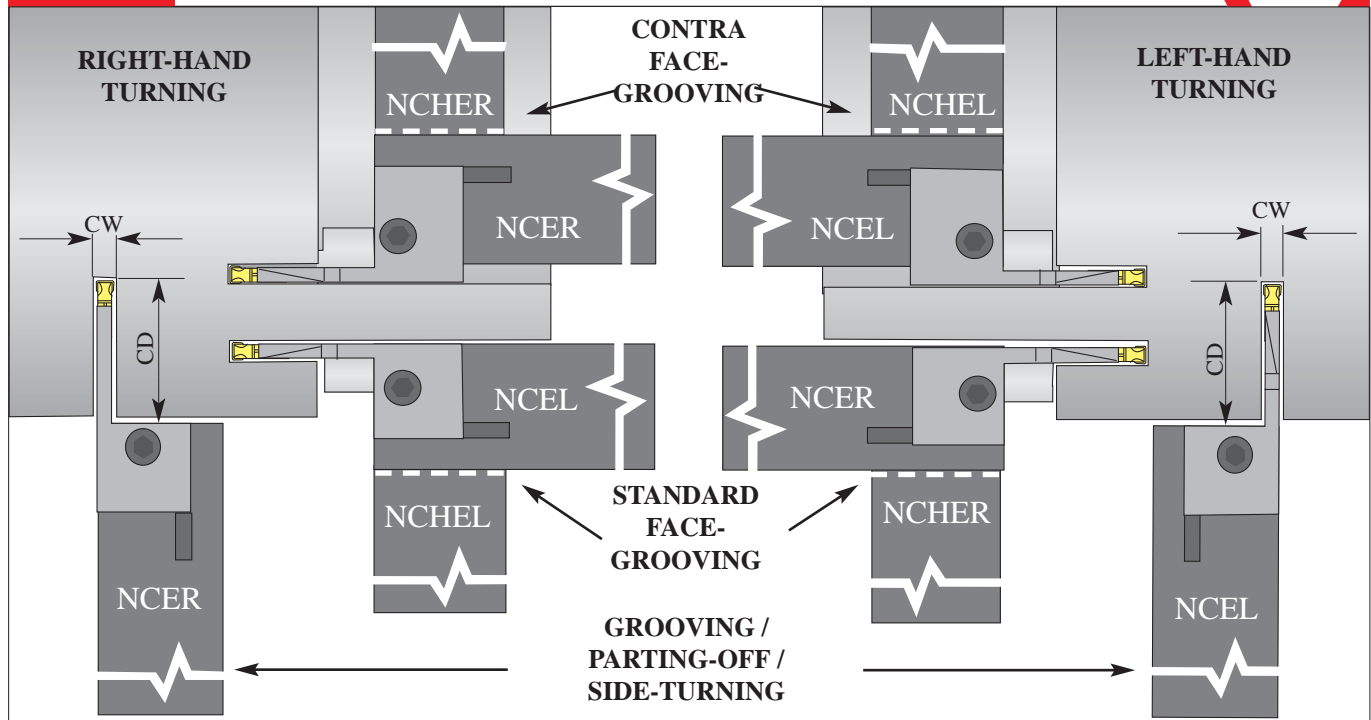 RIGHT-HAND
TURNING
CONTRA
FACE-
GROOVING
LEFT-HAND
TURNING
NCHER
NCHEL
CW
NCER
NCEL
CW
CD
CD
NCEL
NCER
NCHEL
STANDARD
FACE-
GROOVING
NCHER
NCER
GROOVING /
PARTING-OFF /
SIDE-TURNING
NCEL